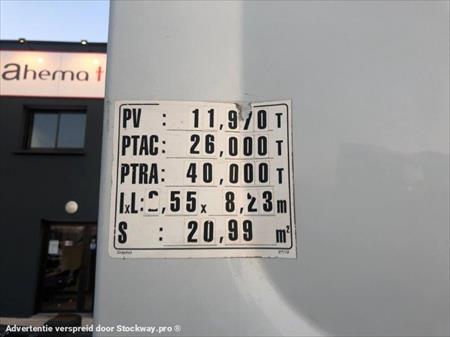 ahema t
PV : 11,970 T
PTAC: 26,000 T
PTRA: 40,000 T
lxL: 2,55 x 8,23 m
S : 20,99 m²
Advertentie verspreid door Stockway.pro ®